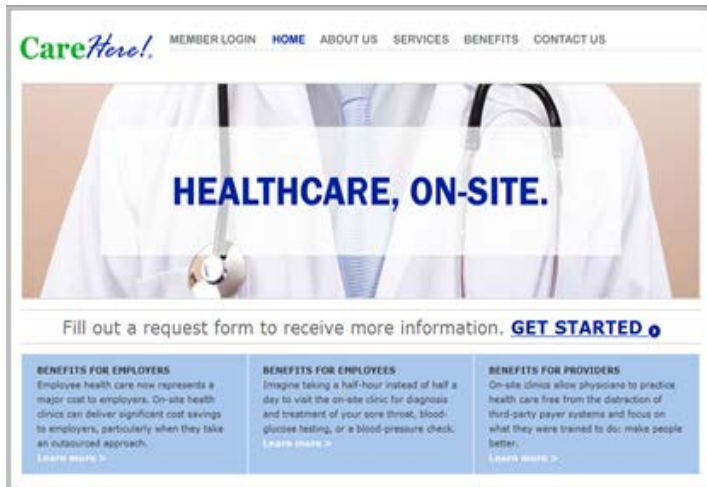 CareHere!
MEMBER LOGIN HOME ABOUT US SERVICES BENEFITS CONTACT US
HEALTHCARE, ON-SITE.
Fill out a request form to receive more information. GET STARTED
BENEFITS FOR EMPLOYERS
Employee health care now represents a
major cost to employers. On-site health
clinics can deliver significant cost savings
to employers, particularly when they take
an outsourced approach.
Learn more >
BENEFITS FOR EMPLOYEES
Imagine taking a half-hour instead of half a
day to visit the on-site clinic for diagnosis
and treatment of your sore throat, blood-
glucose testing, or a blood-pressure check.
Learn more >
BENEFITS FOR PROVIDERS
On-site clinics allow physicians to practice
health care free from the distraction of
third-party payer systems and focus on
what they were trained to do: make people
better.
Learn more >